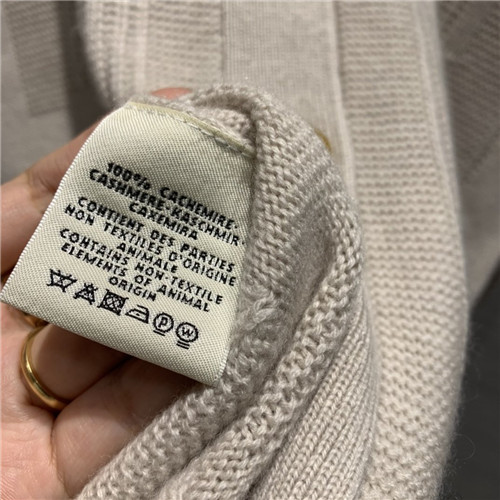 100% CACHEMIRE-
CASHMERE-KASCHMIR-
CAXEMIRA
CONTIENT DES PARTIES
NON TEXTILES D'ORIGINE
ANIMALE
CONTAINS NON-TEXTILE
ELEMENTS OF ANIMAL
ORIGIN
P W